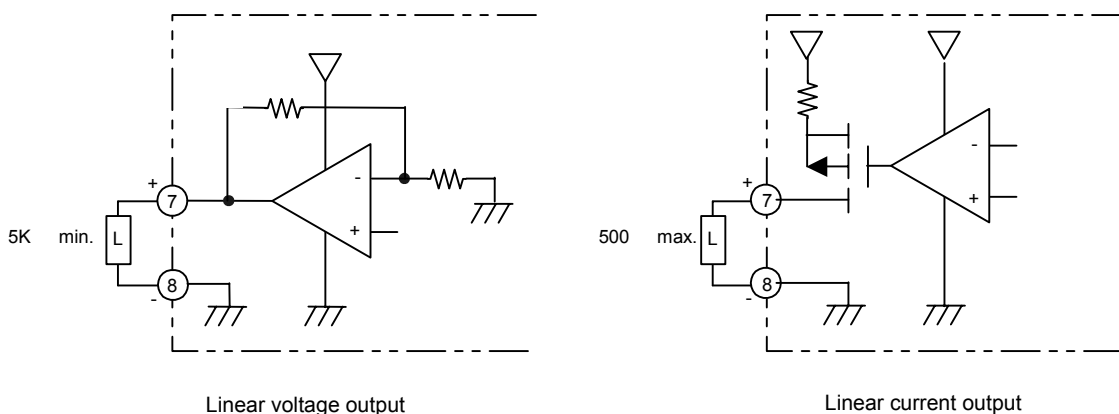 +
7
-
+
5K min.
L
8
-
Linear voltage output
+
7
-
+
500 max.
L
8
-
Linear current output